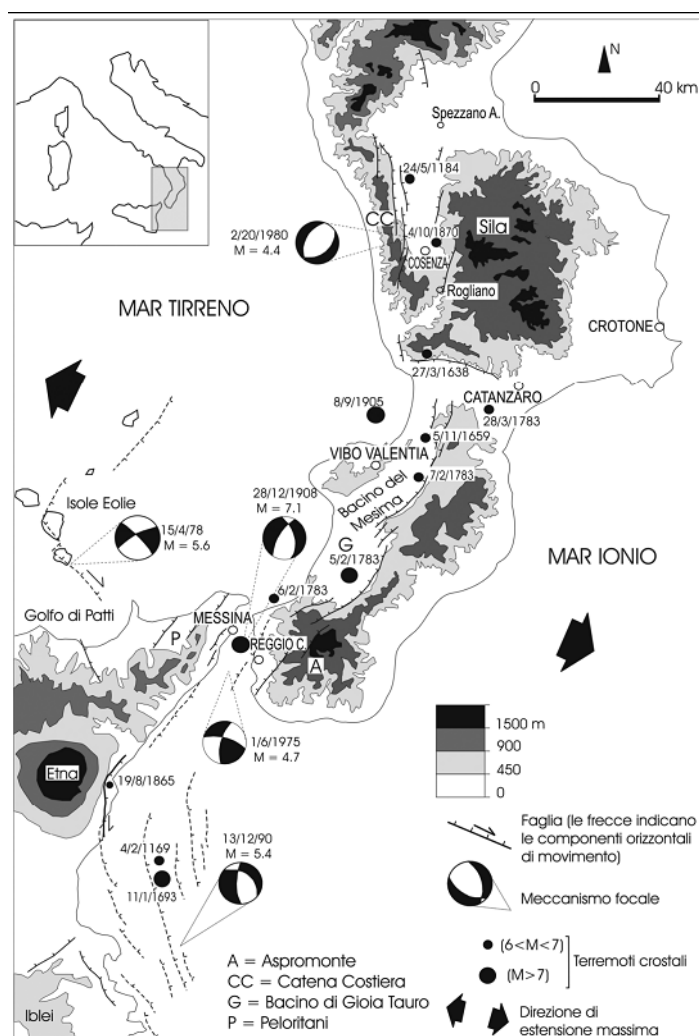 N
0
40 km
Spezzano A.
24/5/1184
CC
Sila
2/20/1980
M = 4.4
4/10/1870
COSENZA
Rogliano
MAR TIRRENO
CROTONE
27/3/1638
CATANZARO
28/3/1783
8/9/1905
5/11/1659
VIBO VALENTIA
7/2/1783
Bacino del
Mesima
28/12/1908
M = 7.1
Isole Eolie
15/4/78
M = 5.6
G
5/2/1783
MAR IONIO
6/2/1783
Golfo di Patti
MESSINA
P
REGGIO C.
A
1500 m
900
450
0
1/6/1975
M = 4.7
Etna
19/8/1865
Faglia (le frecce indicano
le componenti orizzontali
di movimento)
13/12/90
M = 5.4
4/2/1169
11/1/1693
Meccanismo focale
(6<M<7)
(M>7)
Terremoti crostali
A = Aspromonte
CC = Catena Costiera
G = Bacino di Gioia Tauro
P = Peloritani
Iblei
Direzione di
estensione massima